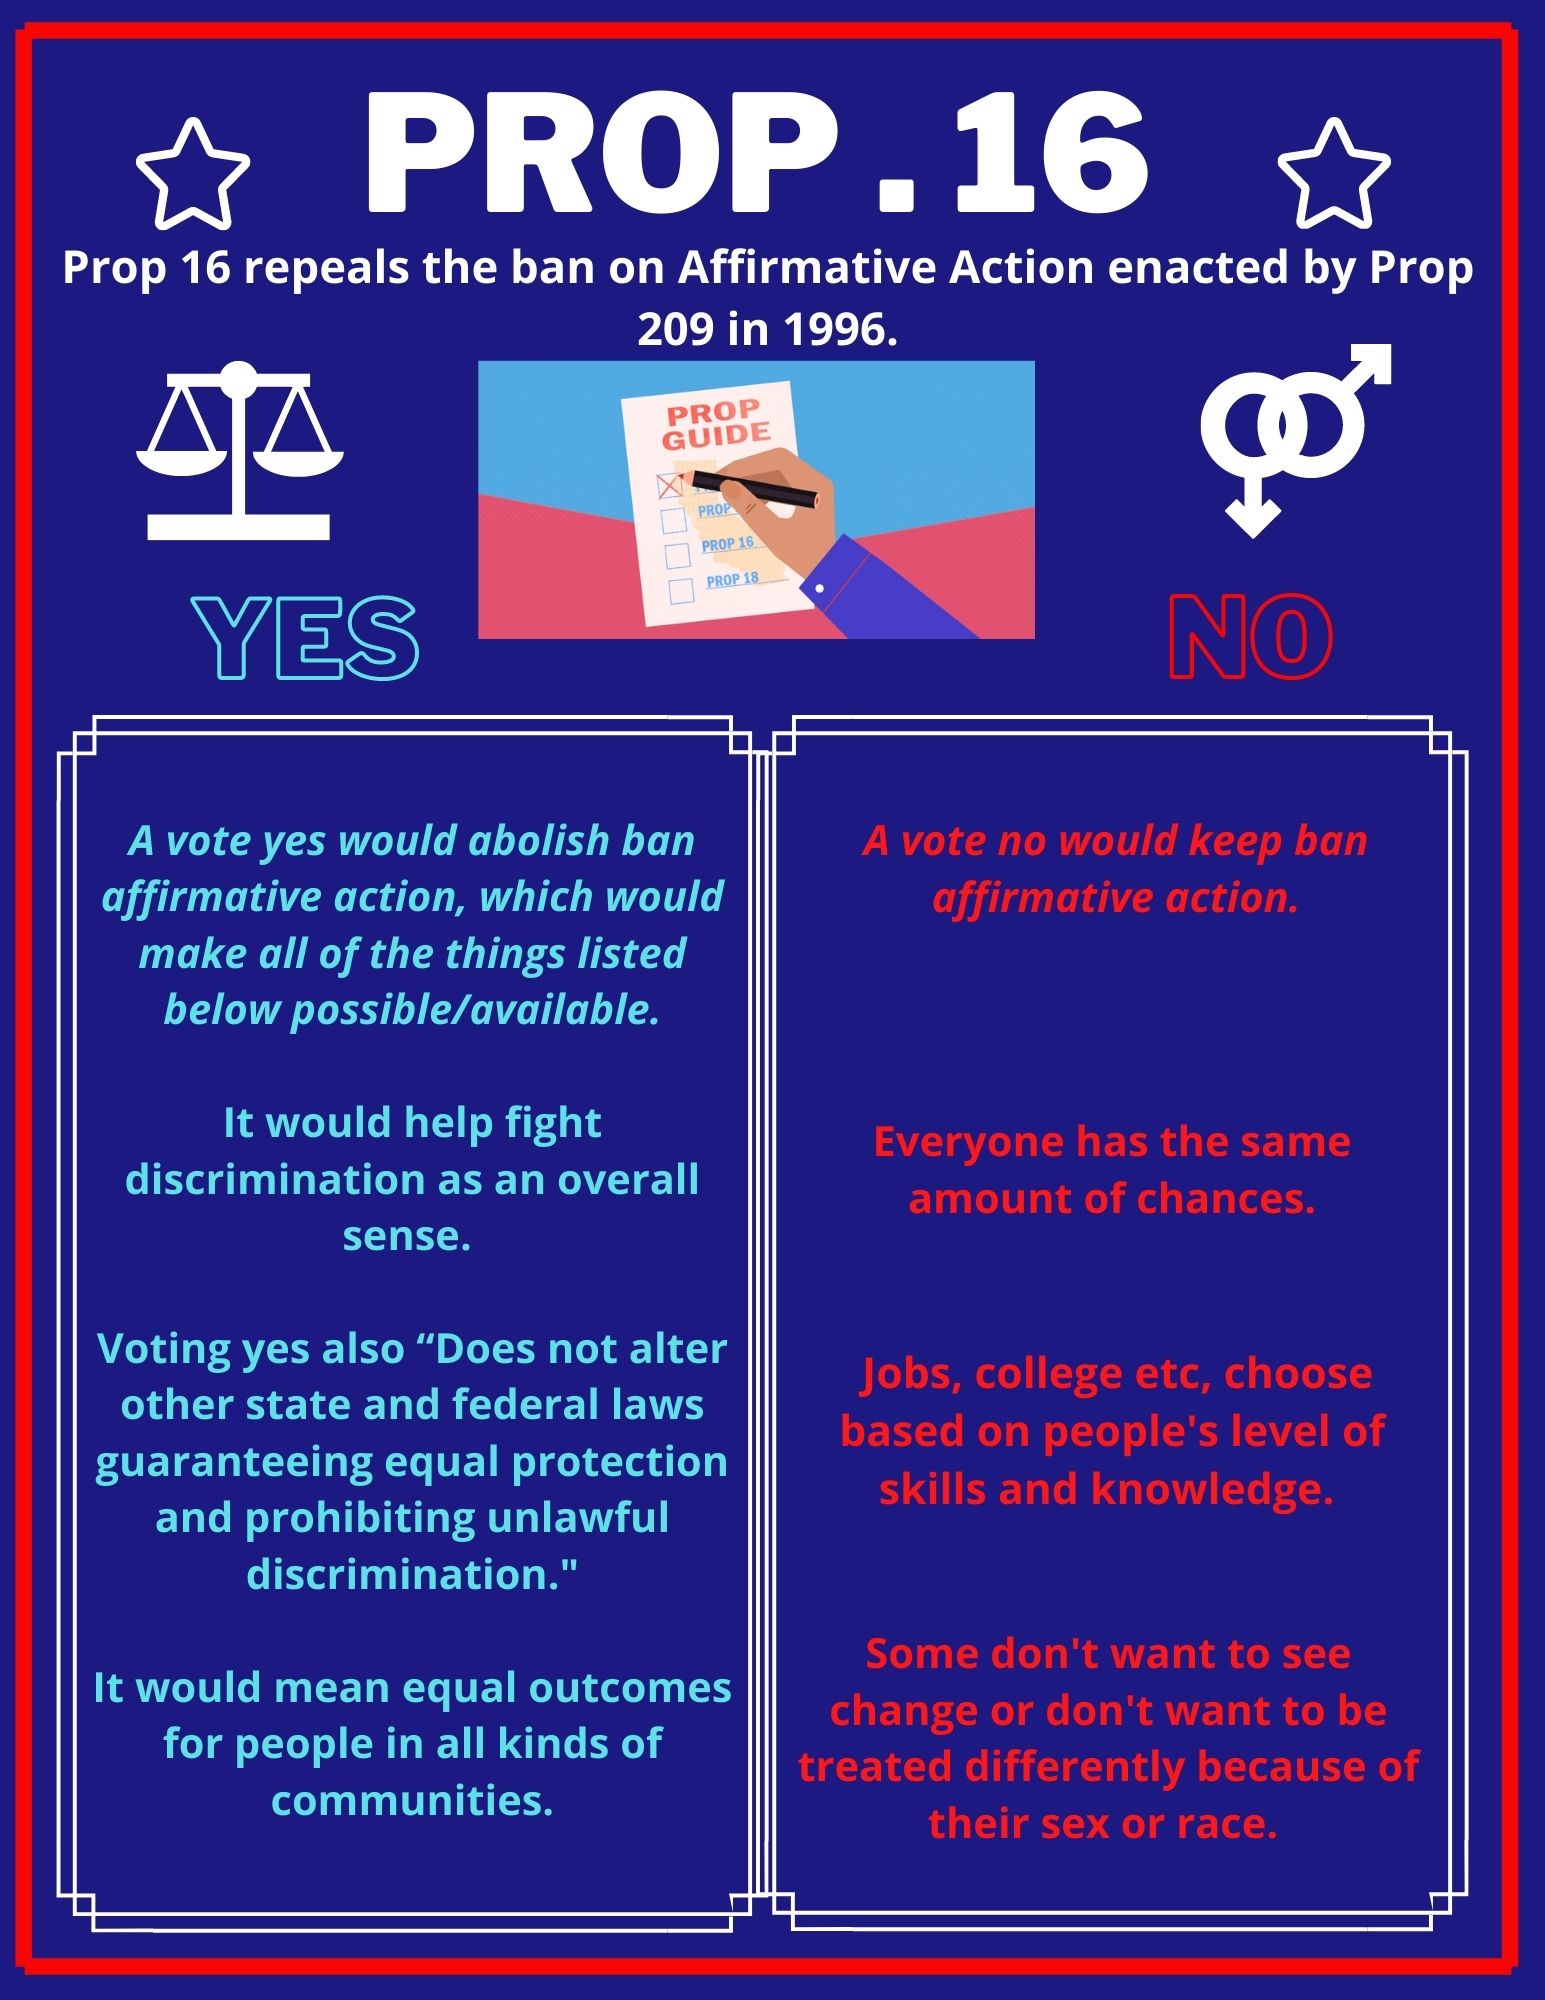 PROP . 16
Prop 16 repeals the ban on Affirmative Action enacted by Prop
209 in 1996.
PROP
GUIDE
PROP
PROP 16
PROP 18
YES
NO
A vote yes would abolish ban
affirmative action, which would
make all of the things listed
below possible/available.
It would help fight
discrimination as an overall
sense.
Voting yes also “Does not alter
other state and federal laws
guaranteeing equal protection
and prohibiting unlawful
discrimination."
It would mean equal outcomes
for people in all kinds of
communities.
A vote no would keep ban
affirmative action.
Everyone has the same
amount of chances.
Jobs, college etc, choose
based on people's level of
skills and knowledge.
Some don't want to see
change or don't want to be
treated differently because of
their sex or race.